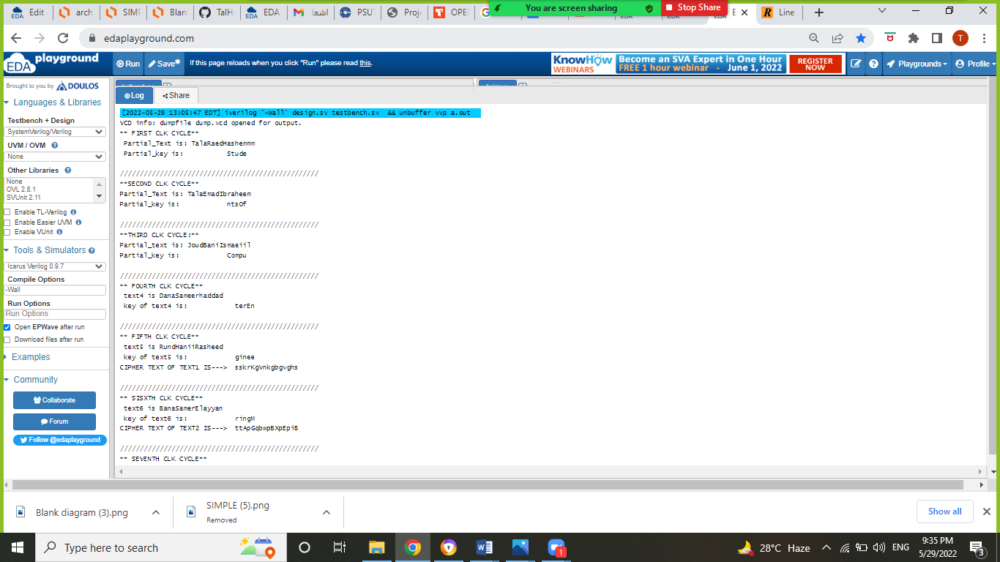 Edit
arch
SIMF
Blan
TalH
EDA
اشعا
PSUT
Proje
OPE
You are screen sharing
Stop Share
E
Line
edaplayground.com
T
EDA playground
Run
Save*
If this page reloads when you click "Run" please read this.
KnowHow WEBINARS
Become an SVA Expert in One Hour
FREE 1 hour webinar - June 1, 2022
REGISTER NOW
Playgrounds
Profile
Brought to you by DOULOS
Languages & Libraries
Testbench + Design
SystemVerilog/Verilog
UVM / OVM
None
Other Libraries
None
OVL 2.8.1
SVUnit 2.11
Enable TL-Verilog
Enable Easier UVM
Enable VUnit
Tools & Simulators
Icarus Verilog 0.9.7
Compile Options
-Wall
Run Options
Run Options
Open EPWave after run
Download files after run
Examples
Community
Collaborate
Forum
Follow @edaplayground
Log
Share
[2022-05-29 13:05:47 EDT] iverilog '-Wall' design.sv testbench.sv && unbuffer vvp a.out
VCD info: dumpfile dump.vcd opened for output.
** FIRST CLK CYCLE**
Partial_Text is: TalaRaedHashemmm
Partial_key is: Stude
//////////////////////////////////////////////////
**SECOND CLK CYCLE**
Partial_Text is: TalaEmadIbraheem
Partial_key is: ntsOf
//////////////////////////////////////////////////
**THIRD CLK CYCLE:**
Partial_text is: JoudBaniIsmaeiil
Partial_key is: Compu
//////////////////////////////////////////////////
** FOURTH CLK CYCLE**
text4 is DanaSameerhaddad
key of text4 is: terEn
//////////////////////////////////////////////////
** FIFTH CLK CYCLE**
text5 is RundHaniiRasheed
key of text5 is: ginee
CIPHER TEXT OF TEXT1 IS---> sskrKgVnkgbgvghs
//////////////////////////////////////////////////
** SISXTH CLK CYCLE**
text6 is BanaSamerElayyan
key of text6 is: ringM
CIPHER TEXT OF TEXT2 IS---> ttApGqbwpBXpEpiB
//////////////////////////////////////////////////
** SEVENTH CLK CYCLE**
Blank diagram (3).png
SIMPLE (5).png
Removed
Show all
Type here to search
1
28°C Haze
ENG
9:35 PM
5/29/2022
3